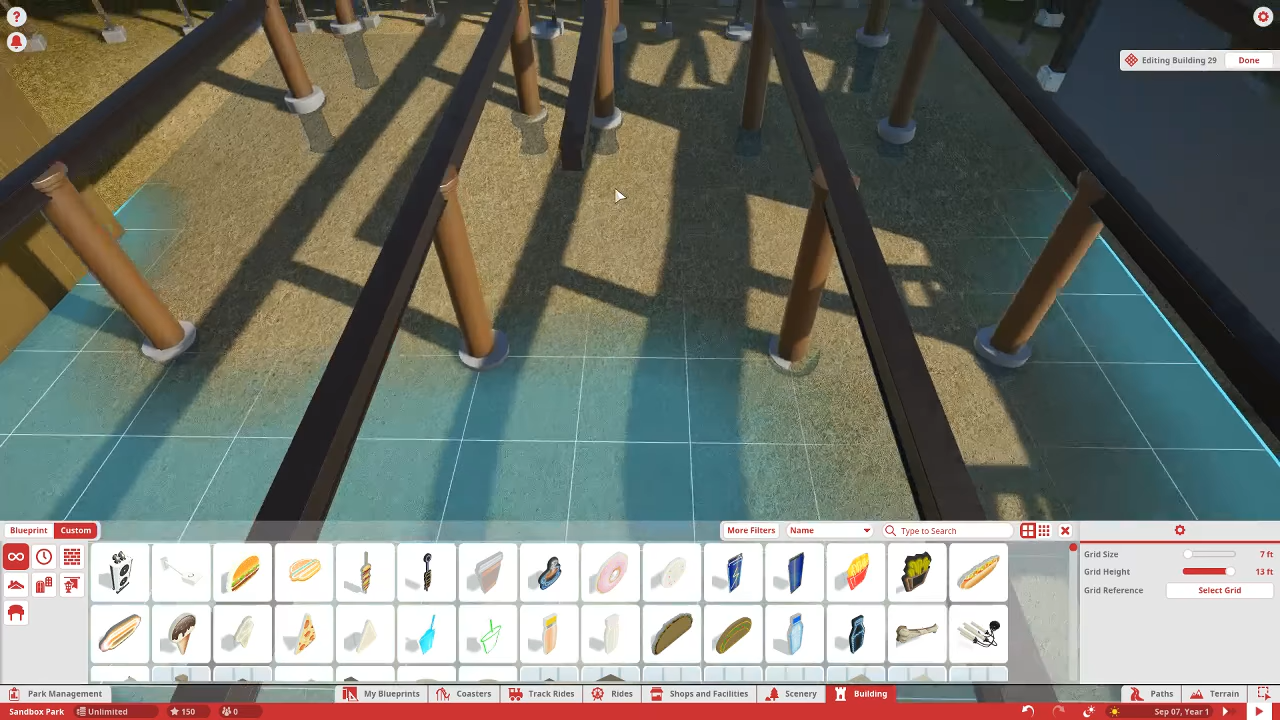 ?
Editing Building 29 Done
Blueprint Custom More Filters Name Type to Search
Grid Size 7 ft
Grid Height 13 ft
Grid Reference Select Grid
Park Management My Blueprints Coasters Track Rides Rides Shops and Facilities Scenery Building Paths Terrain
Sandbox Park Unlimited 150 0 Sep 07, Year 1